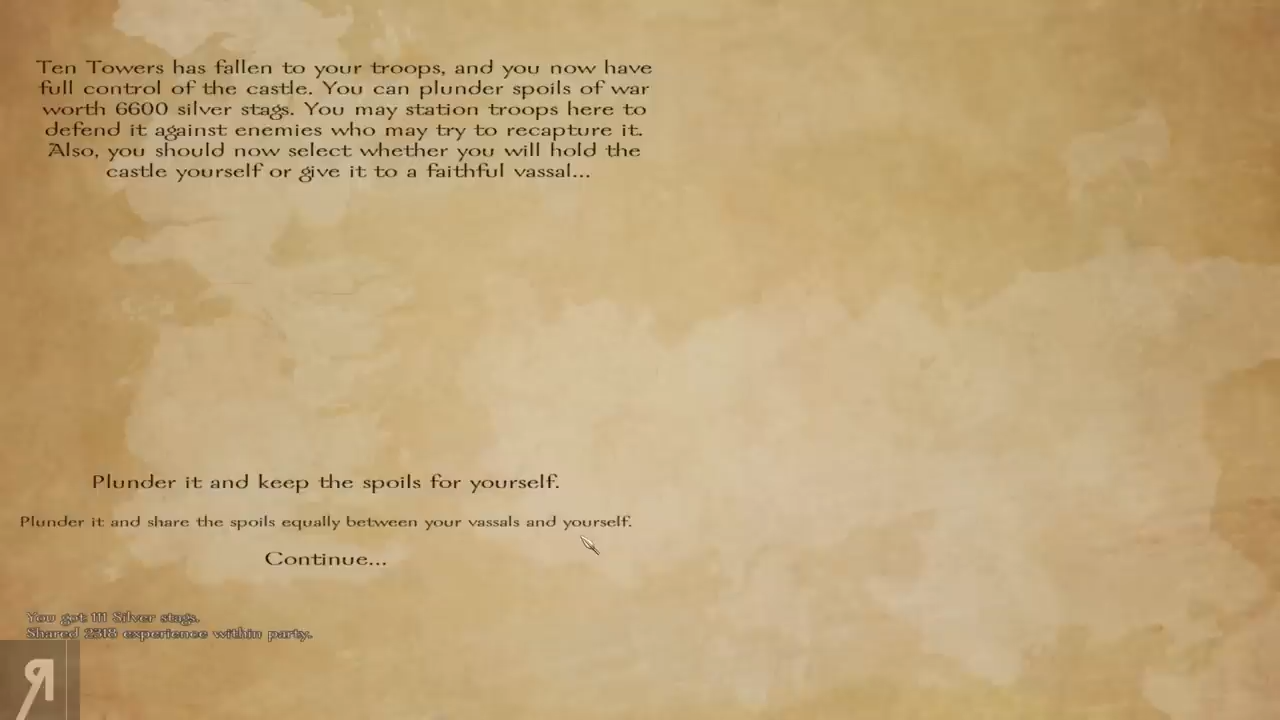 Ten Towers has fallen to your troops, and you now have
full control of the castle. You can plunder spoils of war
worth 6600 silver stags. You may station troops here to
defend it against enemies who may try to recapture it.
Also, you should now select whether you will hold the
castle yourself or give it to a faithful vassal...
Plunder it and keep the spoils for yourself.
Plunder it and share the spoils equally between your vassals and yourself.
Continue...
You got 111 Silver stags.
Shared 2318 experience within party.